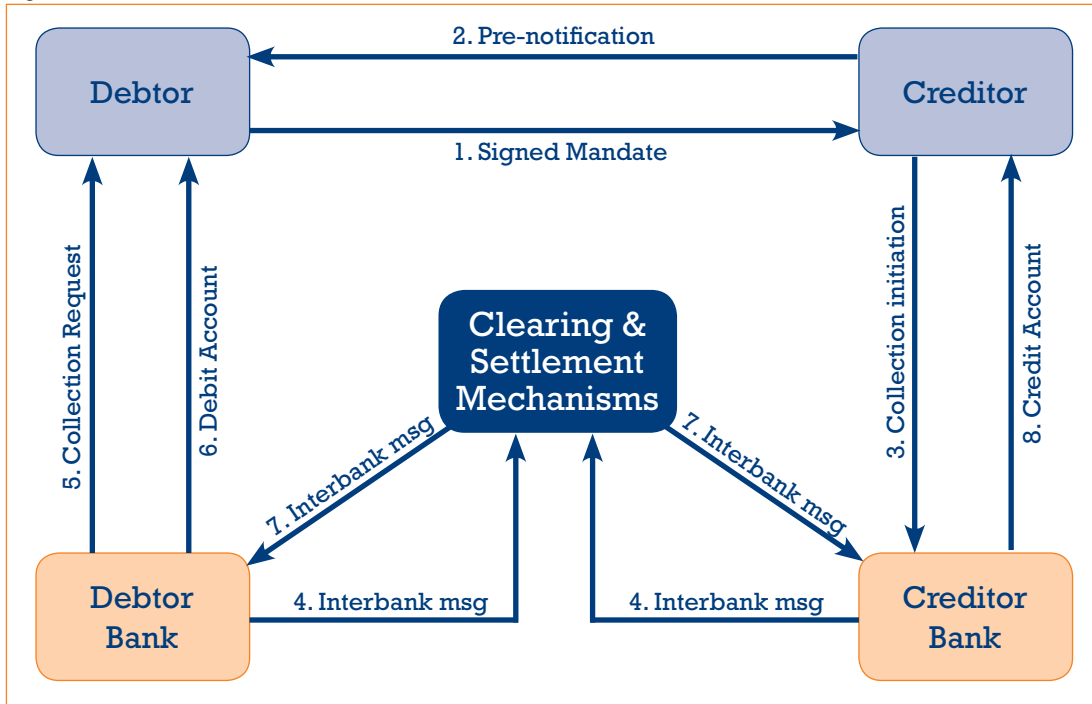 2. Pre-notification
Debtor
Creditor
1. Signed Mandate
5. Collection Request
6. Debit Account
3. Collection initiation
8. Credit Account
Clearing &
Settlement
Mechanisms
7. Interbank msg
7. Interbank msg
Debtor
Bank
4. Interbank msg
4. Interbank msg
Creditor
Bank